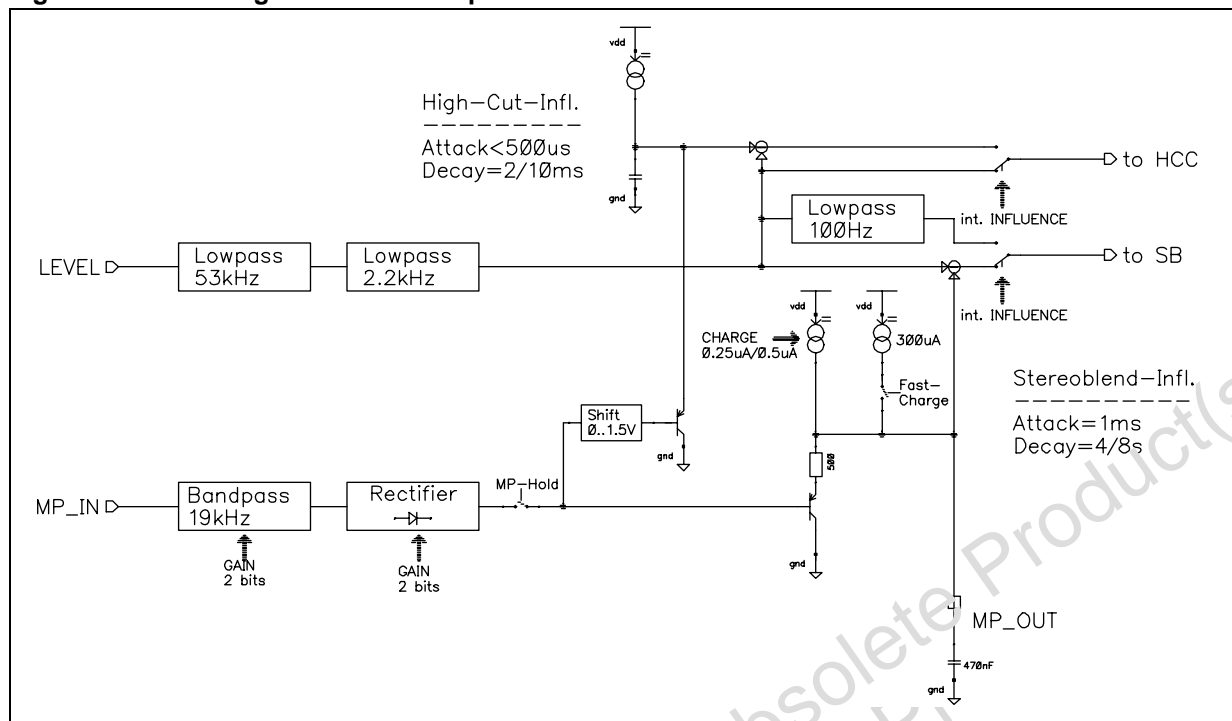 vdd
High-Cut-Infl.
Attack<500us
Decay=2/10ms
gnd
to HCC
int. INFLUENCE
Lowpass
100Hz
LEVEL
Lowpass
53kHz
Lowpass
2.2kHz
to SB
int. INFLUENCE
vdd
vdd
CHARGE
0.25uA/0.5uA
300uA
Fast-
Charge
Stereoblend-Infl.
Attack=1ms
Decay=4/8s
Shift
0..1.5V
gnd
500
MP_IN
Bandpass
19kHz
Rectifier
MP-Hold
GAIN
2 bits
GAIN
2 bits
gnd
MP_OUT
470nF
gnd
Obsolete Product(s